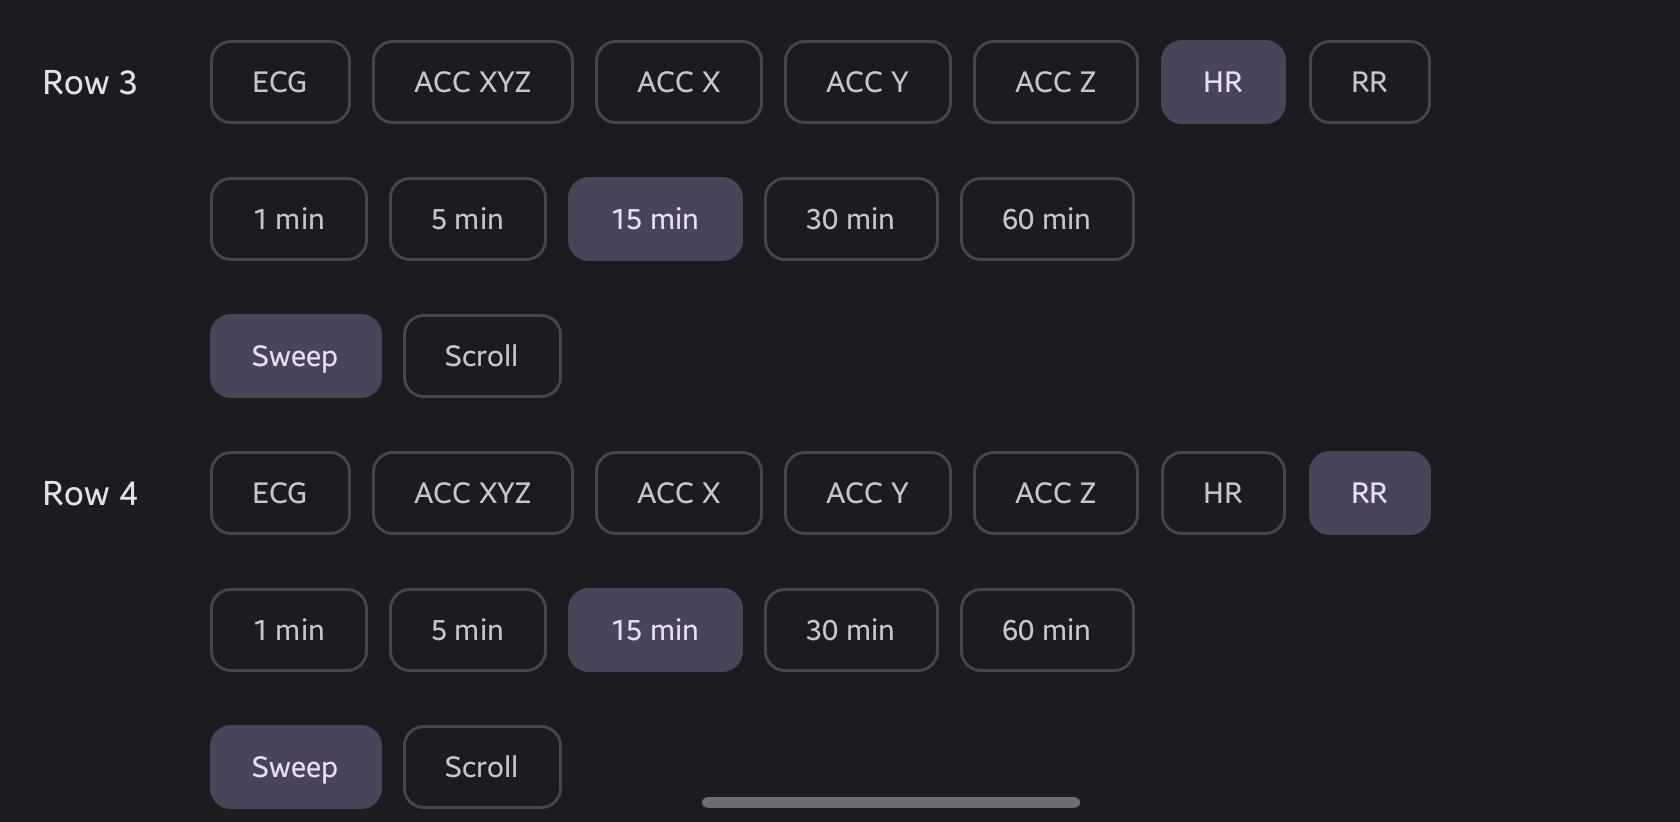 Row 3 ECG ACC XYZ ACC X ACC Y ACC Z HR RR
1 min 5 min 15 min 30 min 60 min
Sweep Scroll
Row 4 ECG ACC XYZ ACC X ACC Y ACC Z HR RR
1 min 5 min 15 min 30 min 60 min
Sweep Scroll